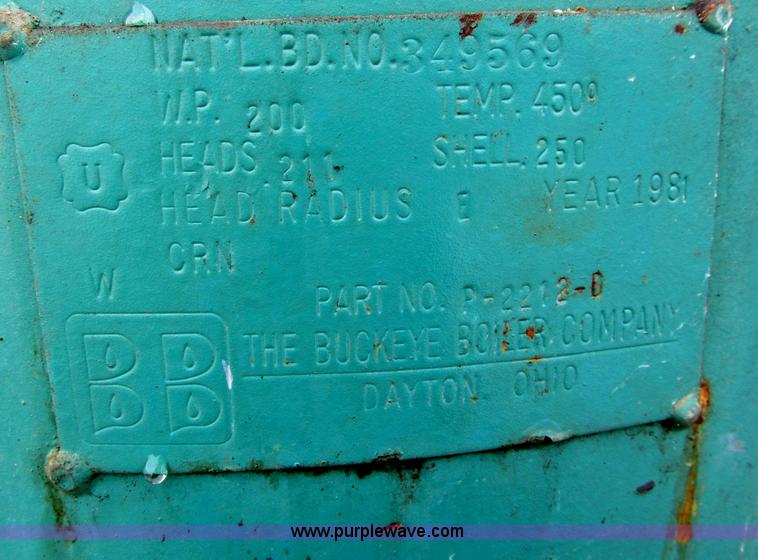 NAT'L.BD.NO.349569
W.P. 200 TEMP. 450°
HEADS .211 SHELL .250
U
HEAD RADIUS E YEAR 1981
CRN
W
PART NO. P-2212-D
THE BUCKEYE BOILER COMPANY
DAYTON OHIO
www.purplewave.com